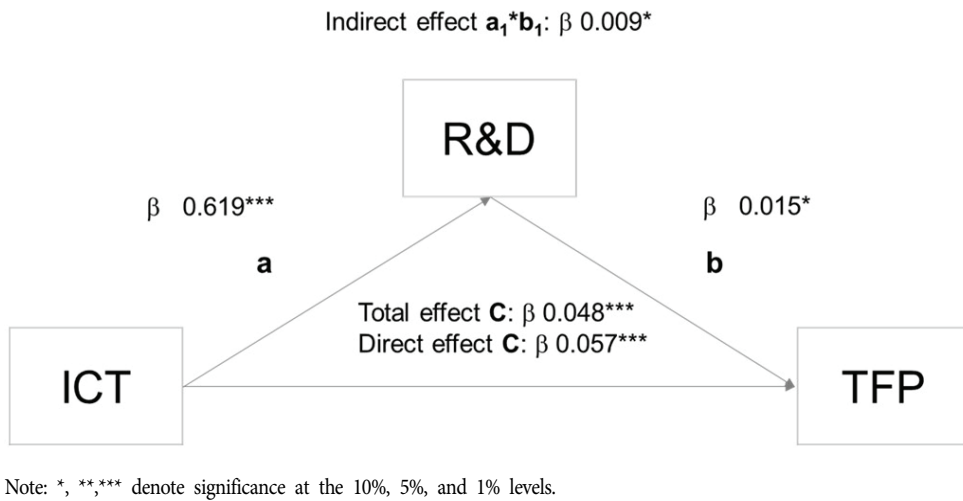 Indirect effect a₁*b₁: β 0.009*
R&D
β 0.619***
β 0.015*
a
b
Total effect C: β 0.048***
Direct effect C: β 0.057***
ICT
TFP
Note: *, **,*** denote significance at the 10%, 5%, and 1% levels.